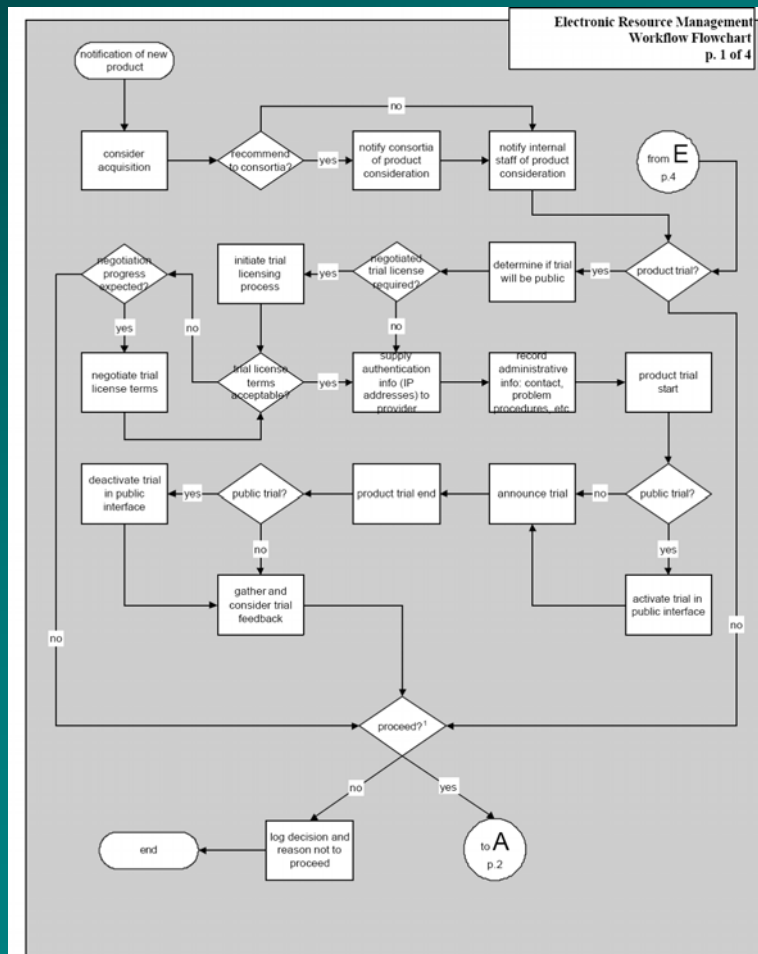 Electronic Resource Management
Workflow Flowchart
p. 1 of 4
notification of new
product
no
consider
acquisition
recommend
to consortia?
yes
notify consortia
of product
consideration
notify internal
staff of product
consideration
from E
p.4
negotiation
progress
expected?
initiate trial
licensing
process
yes
negotiated
trial license
required?
determine if trial
will be public
yes
product trial?
yes
no
no
negotiate trial
license terms
trial license
terms
acceptable?
yes
supply
authentication
info (IP
addresses) to
provider
record
administrative
info: contact,
problem
procedures, etc
product trial
start
deactivate trial
in public
interface
yes
public trial?
product trial end
announce trial
no
public trial?
no
yes
gather and
consider trial
feedback
activate trial in
public interface
no
no
proceed?¹
no
yes
end
log decision and
reason not to
proceed
to A
p.2